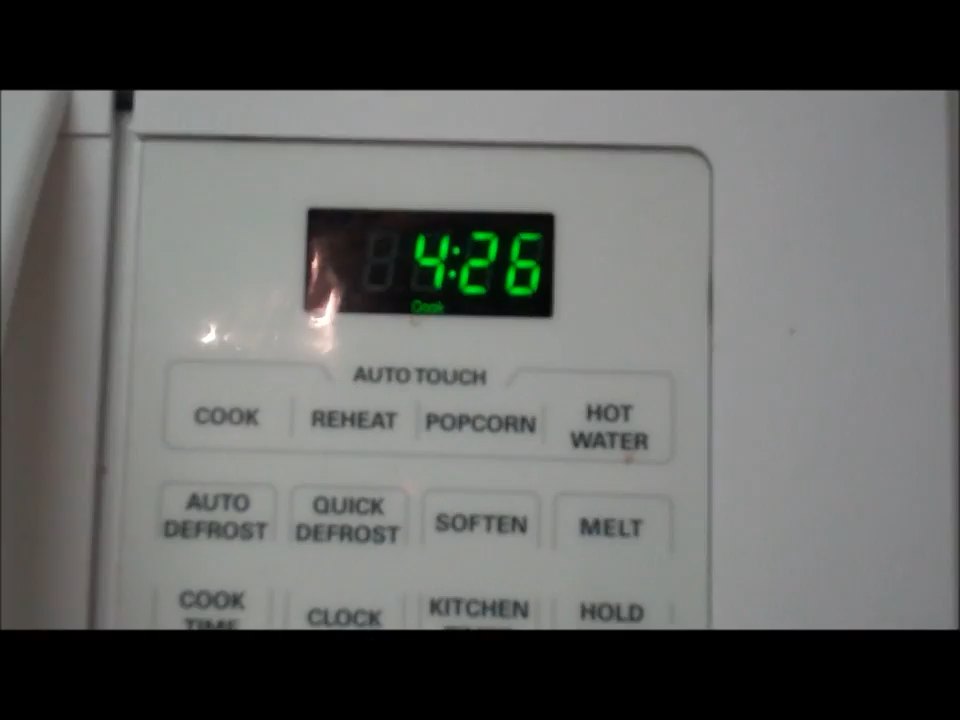 4:26
Cook
AUTO TOUCH
COOK REHEAT POPCORN HOT WATER
AUTO DEFROST QUICK DEFROST SOFTEN MELT
COOK TIME CLOCK KITCHEN HOLD